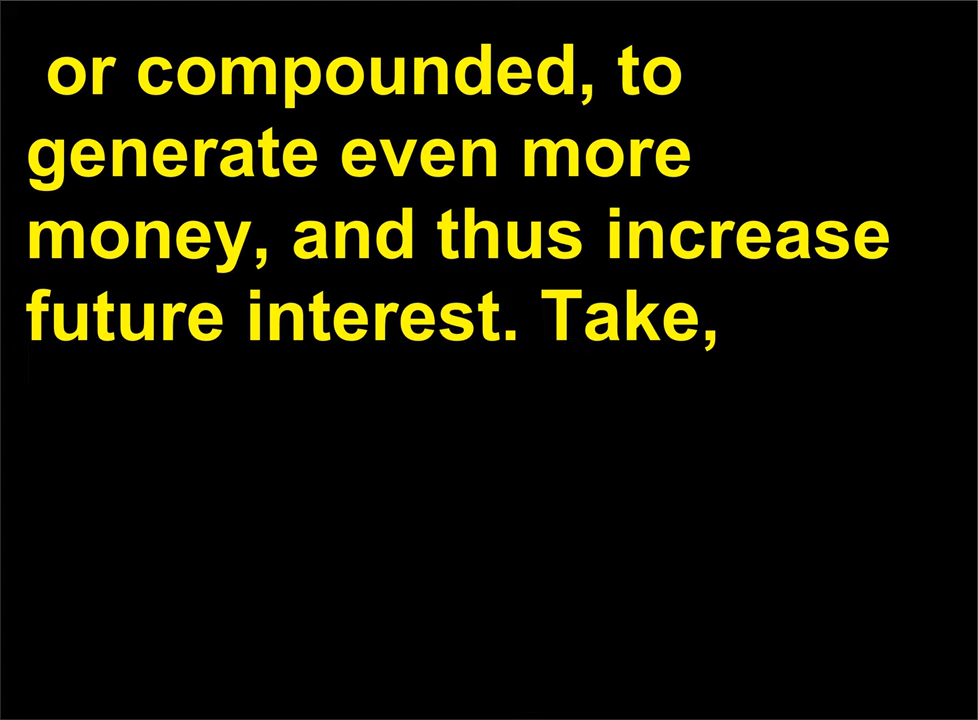 or compounded, to
generate even more
money, and thus increase
future interest. Take,